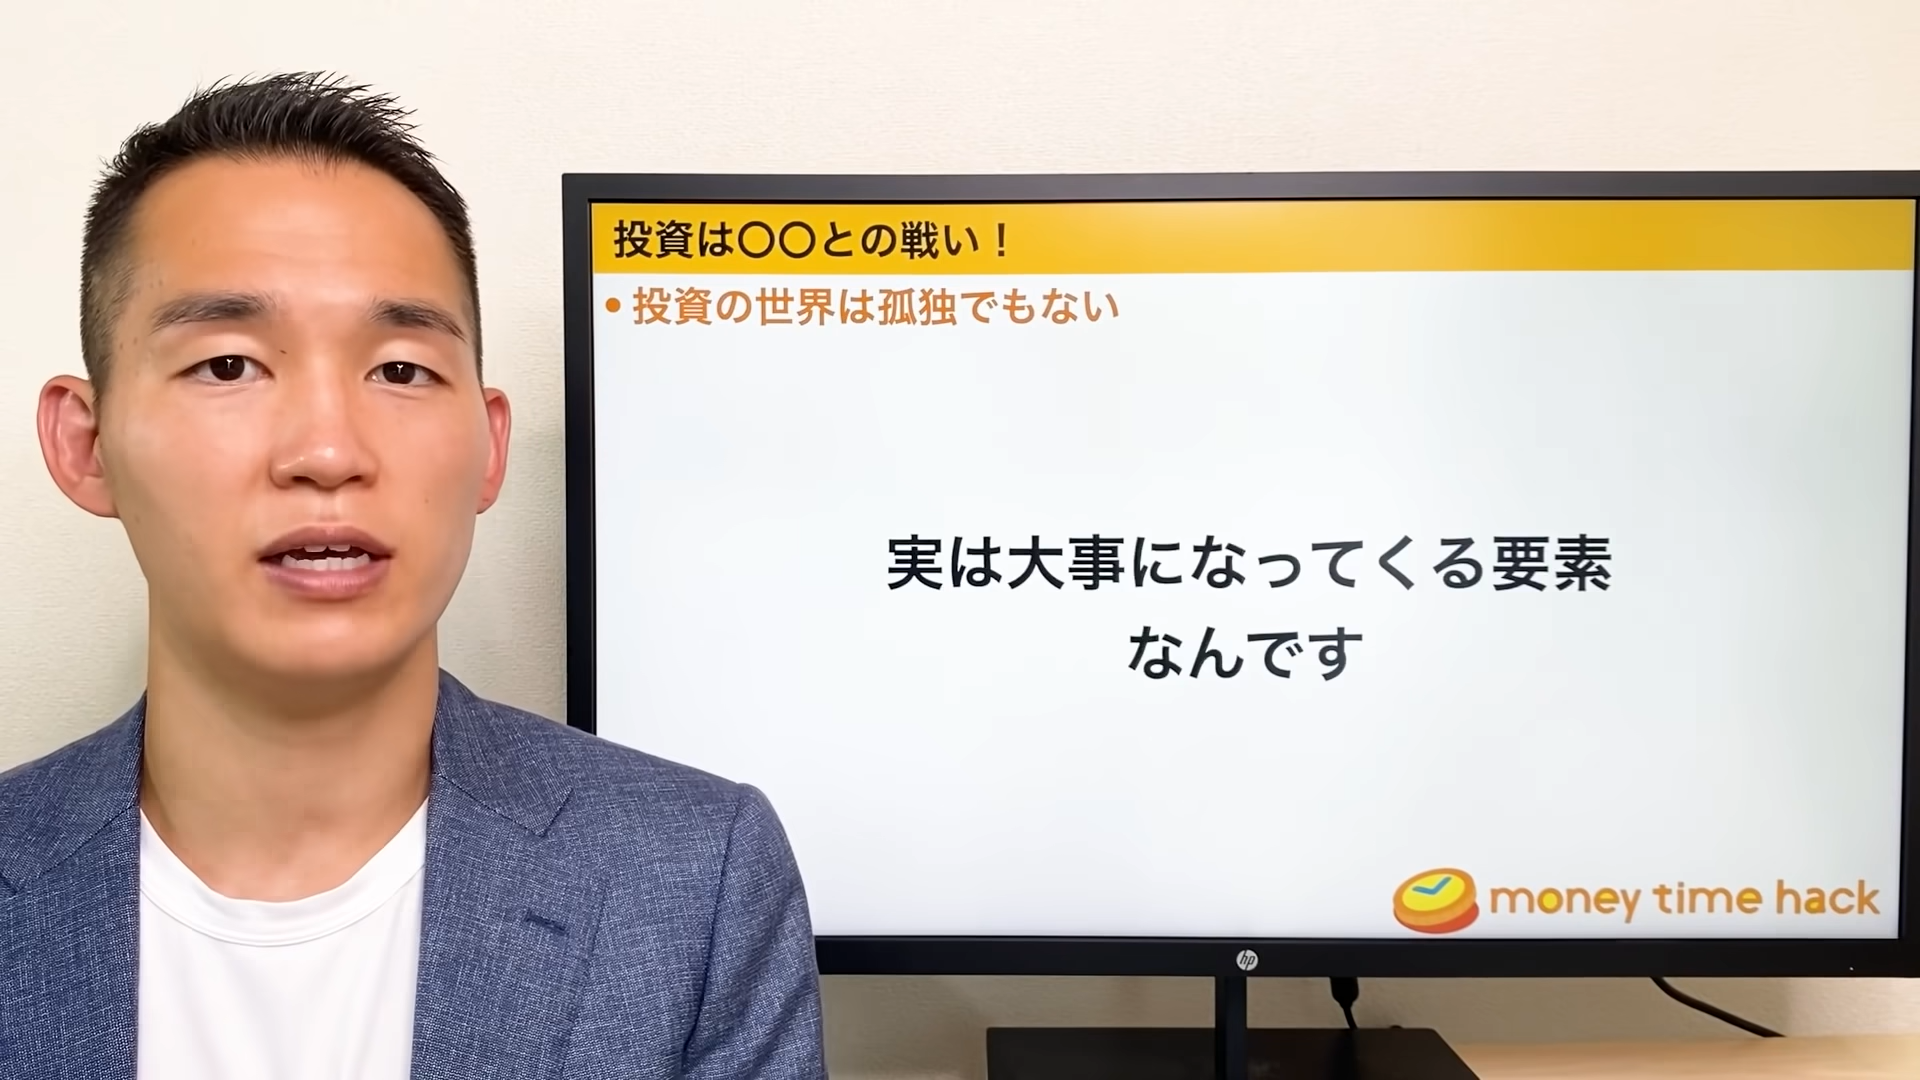 投資は〇〇との戦い！
• 投資の世界は孤独でもない
実は大事になってくる要素
なんです
money time hack
hp